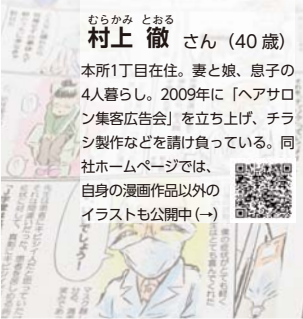 むらかみ とおる
村上 徹 さん（40歳）
本所1丁目在住。妻と娘、息子の
4人暮らし。2009年に「ヘアサロ
ン集客広告会」を立ち上げ、チラ
シ製作などを請け負っている。同
社ホームページでは、
自身の漫画作品以外の
イラストも公開中（→）
でしょう！